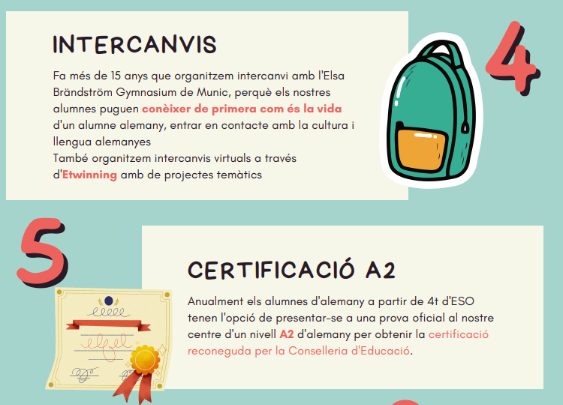 INTERCANVIS
4
Fa més de 15 anys que organitzem intercanvi amb l'Elsa
Brändström Gymnasium de Munic, perquè els nostres
alumnes puguen conèixer de primera com és la vida
d'un alumne alemany, entrar en contacte amb la cultura i
llengua alemanyes
També organitzem intercanvis virtuals a través
d'Etwinning amb de projectes temàtics
5
CERTIFICACIÓ A2
Anualment els alumnes d'alemany a partir de 4t d'ESO
tenen l'opció de presentar-se a una prova oficial al nostre
centre d'un nivell A2 d'alemany per obtenir la certificació
reconeguda per la Conselleria d'Educació.